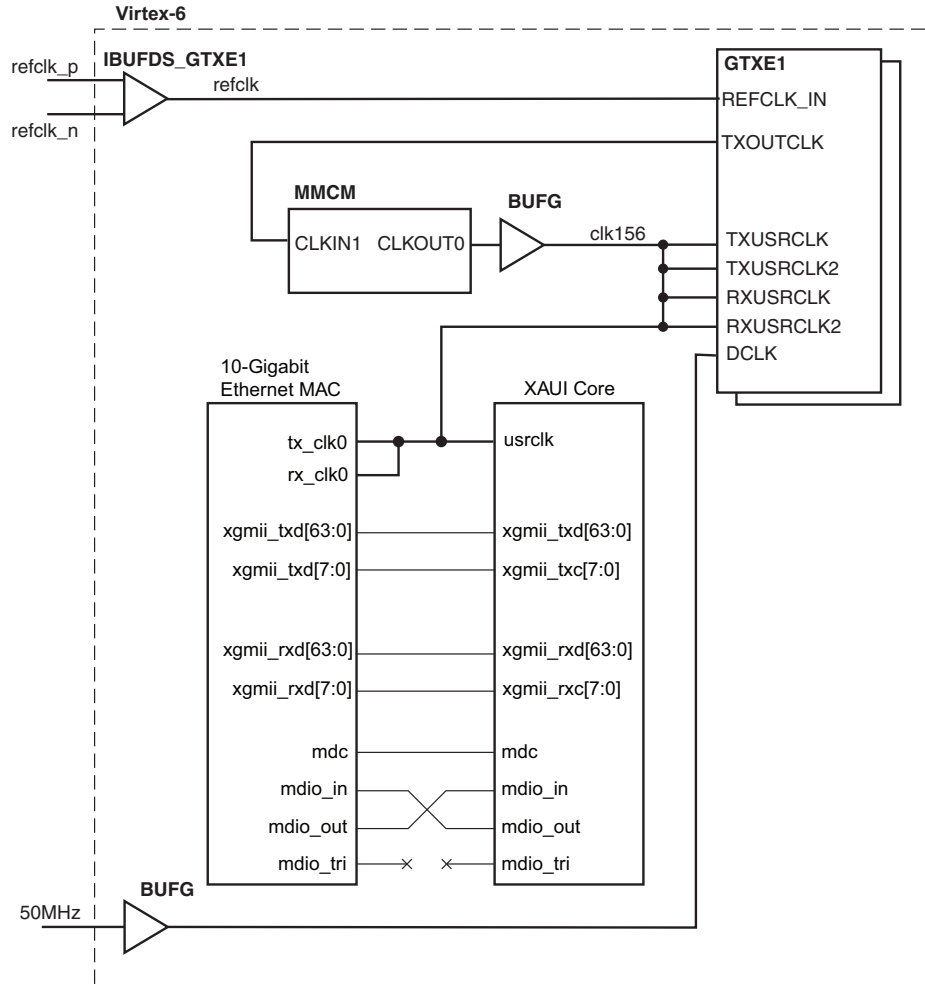 Virtex-6
IBUFDS_GTXE1
refclk_p
refclk
refclk_n
GTXE1
REFCLK_IN
TXOUTCLK
MMCM
CLKIN1 CLKOUT0
BUFG
clk156
TXUSRCLK
TXUSRCLK2
RXUSRCLK
RXUSRCLK2
DCLK
10-Gigabit
Ethernet MAC
tx_clk0
rx_clk0
xgmii_txd[63:0]
xgmii_txd[7:0]
xgmii_rxd[63:0]
xgmii_rxd[7:0]
mdc
mdio_in
mdio_out
mdio_tri
XAUI Core
usrclk
xgmii_txd[63:0]
xgmii_txc[7:0]
xgmii_rxd[63:0]
xgmii_rxc[7:0]
mdc
mdio_in
mdio_out
mdio_tri
BUFG
50MHz